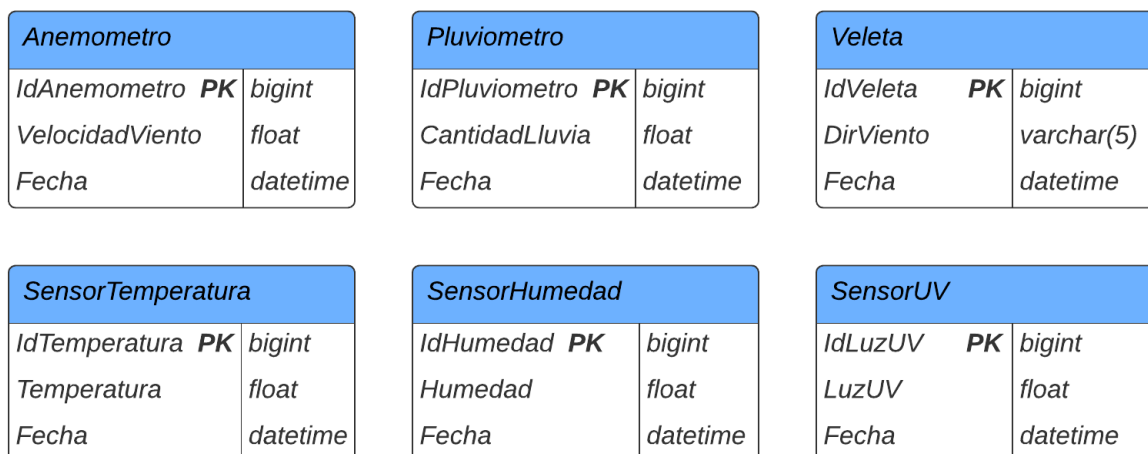 Anemometro
IdAnemometro PK bigint
VelocidadViento float
Fecha datetime
Pluviometro
IdPluviometro PK bigint
CantidadLluvia float
Fecha datetime
Veleta
IdVeleta PK bigint
DirViento varchar(5)
Fecha datetime
SensorTemperatura
IdTemperatura PK bigint
Temperatura float
Fecha datetime
SensorHumedad
IdHumedad PK bigint
Humedad float
Fecha datetime
SensorUV
IdLuzUV PK bigint
LuzUV float
Fecha datetime